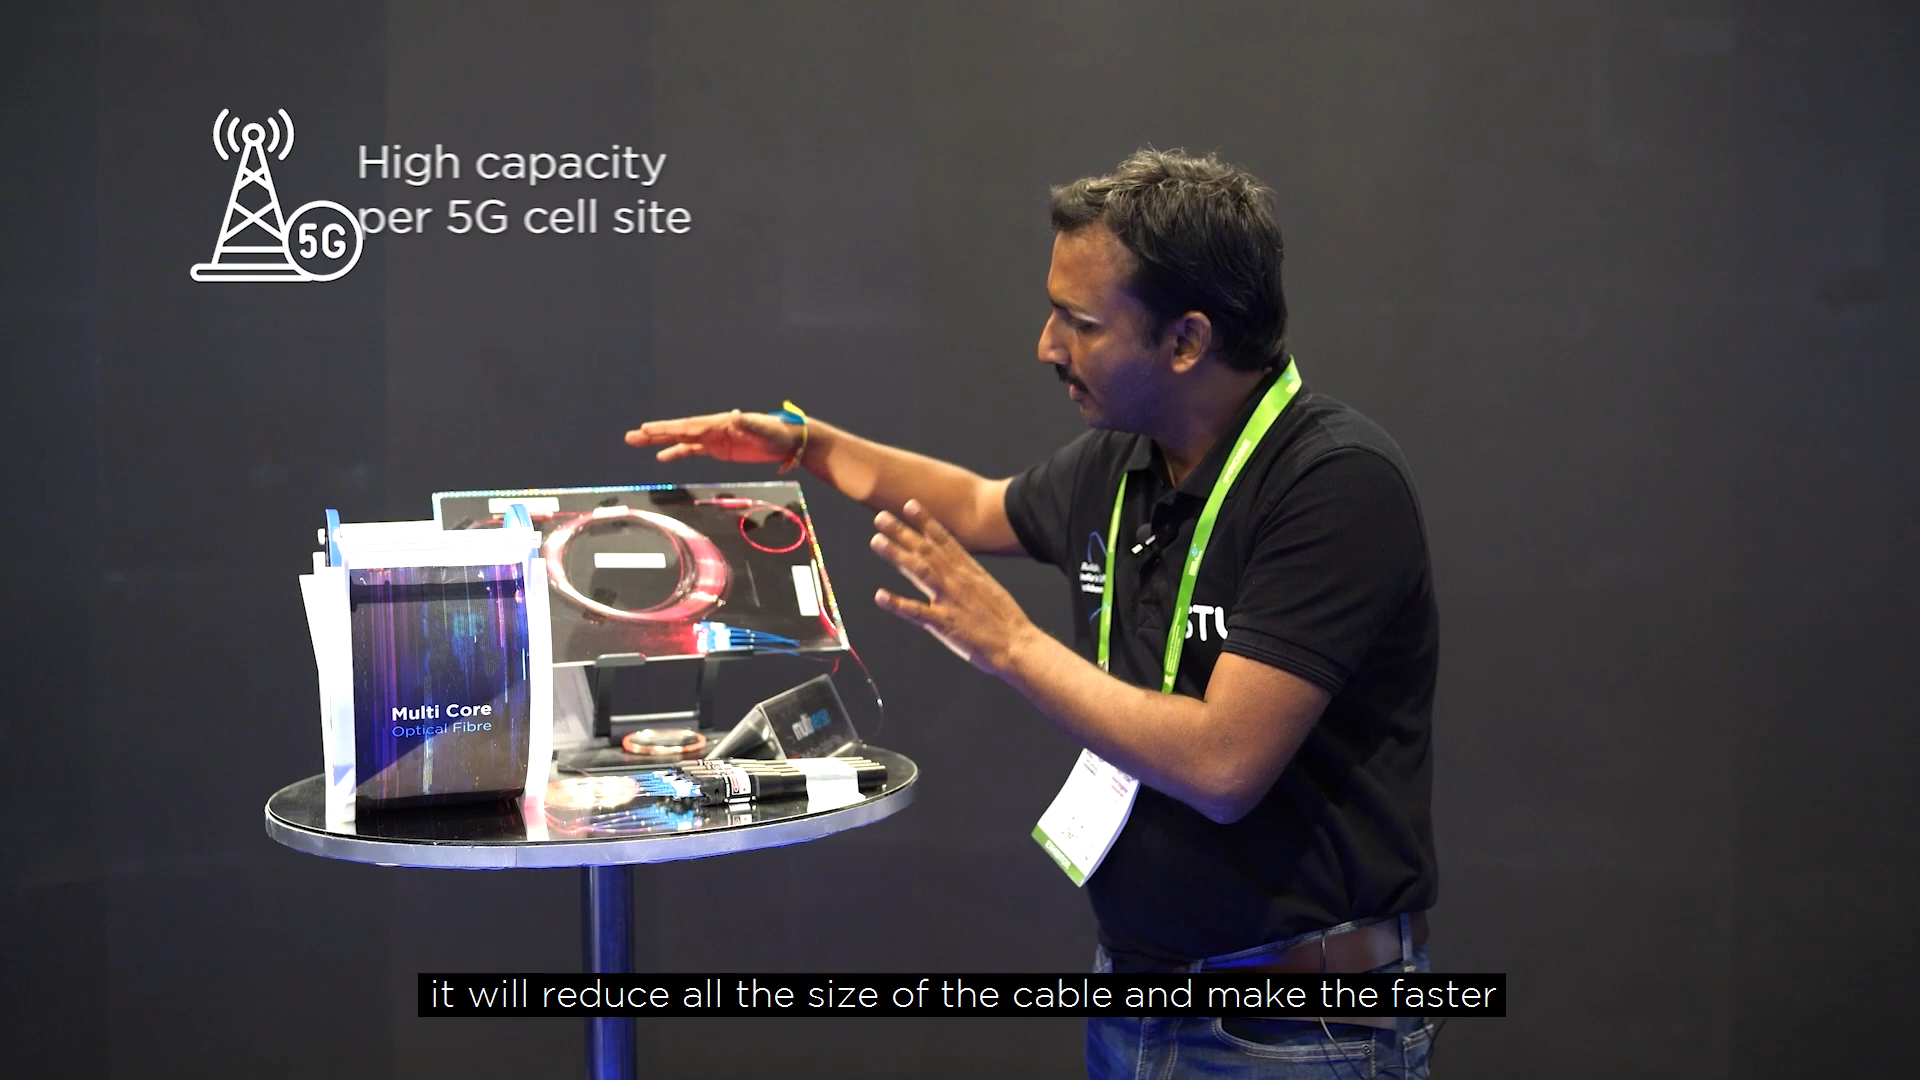 High capacity
per 5G cell site
5G
Multi Core
Optical Fibre
it will reduce all the size of the cable and make the faster